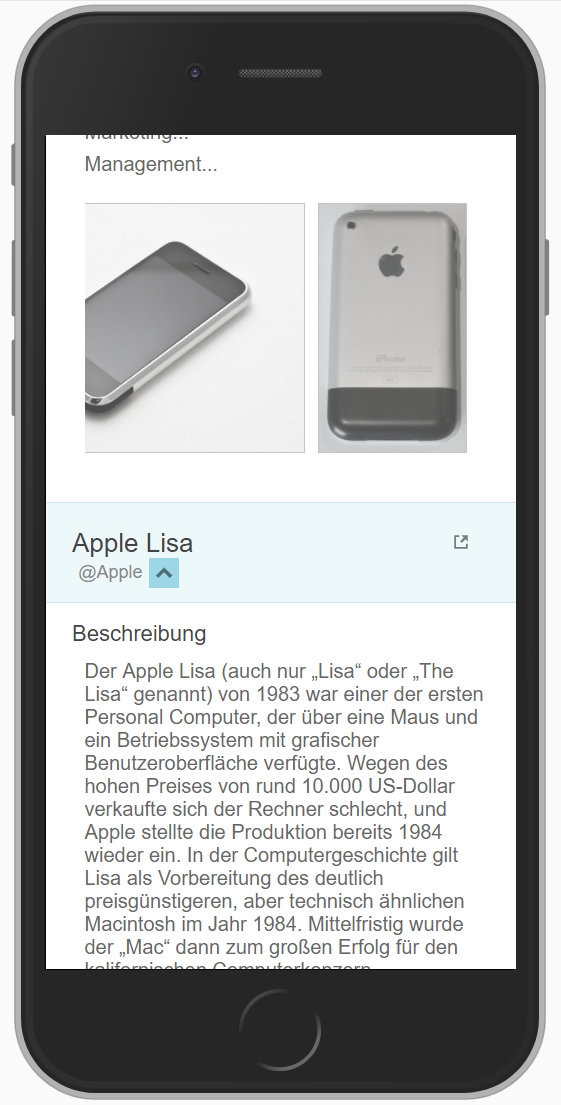 Marketing...
Management...
iPhone
Apple Lisa
@Apple
Beschreibung
Der Apple Lisa (auch nur „Lisa“ oder „The
Lisa“ genannt) von 1983 war einer der ersten
Personal Computer, der über eine Maus und
ein Betriebssystem mit grafischer
Benutzeroberfläche verfügte. Wegen des
hohen Preises von rund 10.000 US-Dollar
verkaufte sich der Rechner schlecht, und
Apple stellte die Produktion bereits 1984
wieder ein. In der Computergeschichte gilt
Lisa als Vorbereitung des deutlich
preisgünstigeren, aber technisch ähnlichen
Macintosh im Jahr 1984. Mittelfristig wurde
der „Mac“ dann zum großen Erfolg für den
kalifornischen Computerkonzern